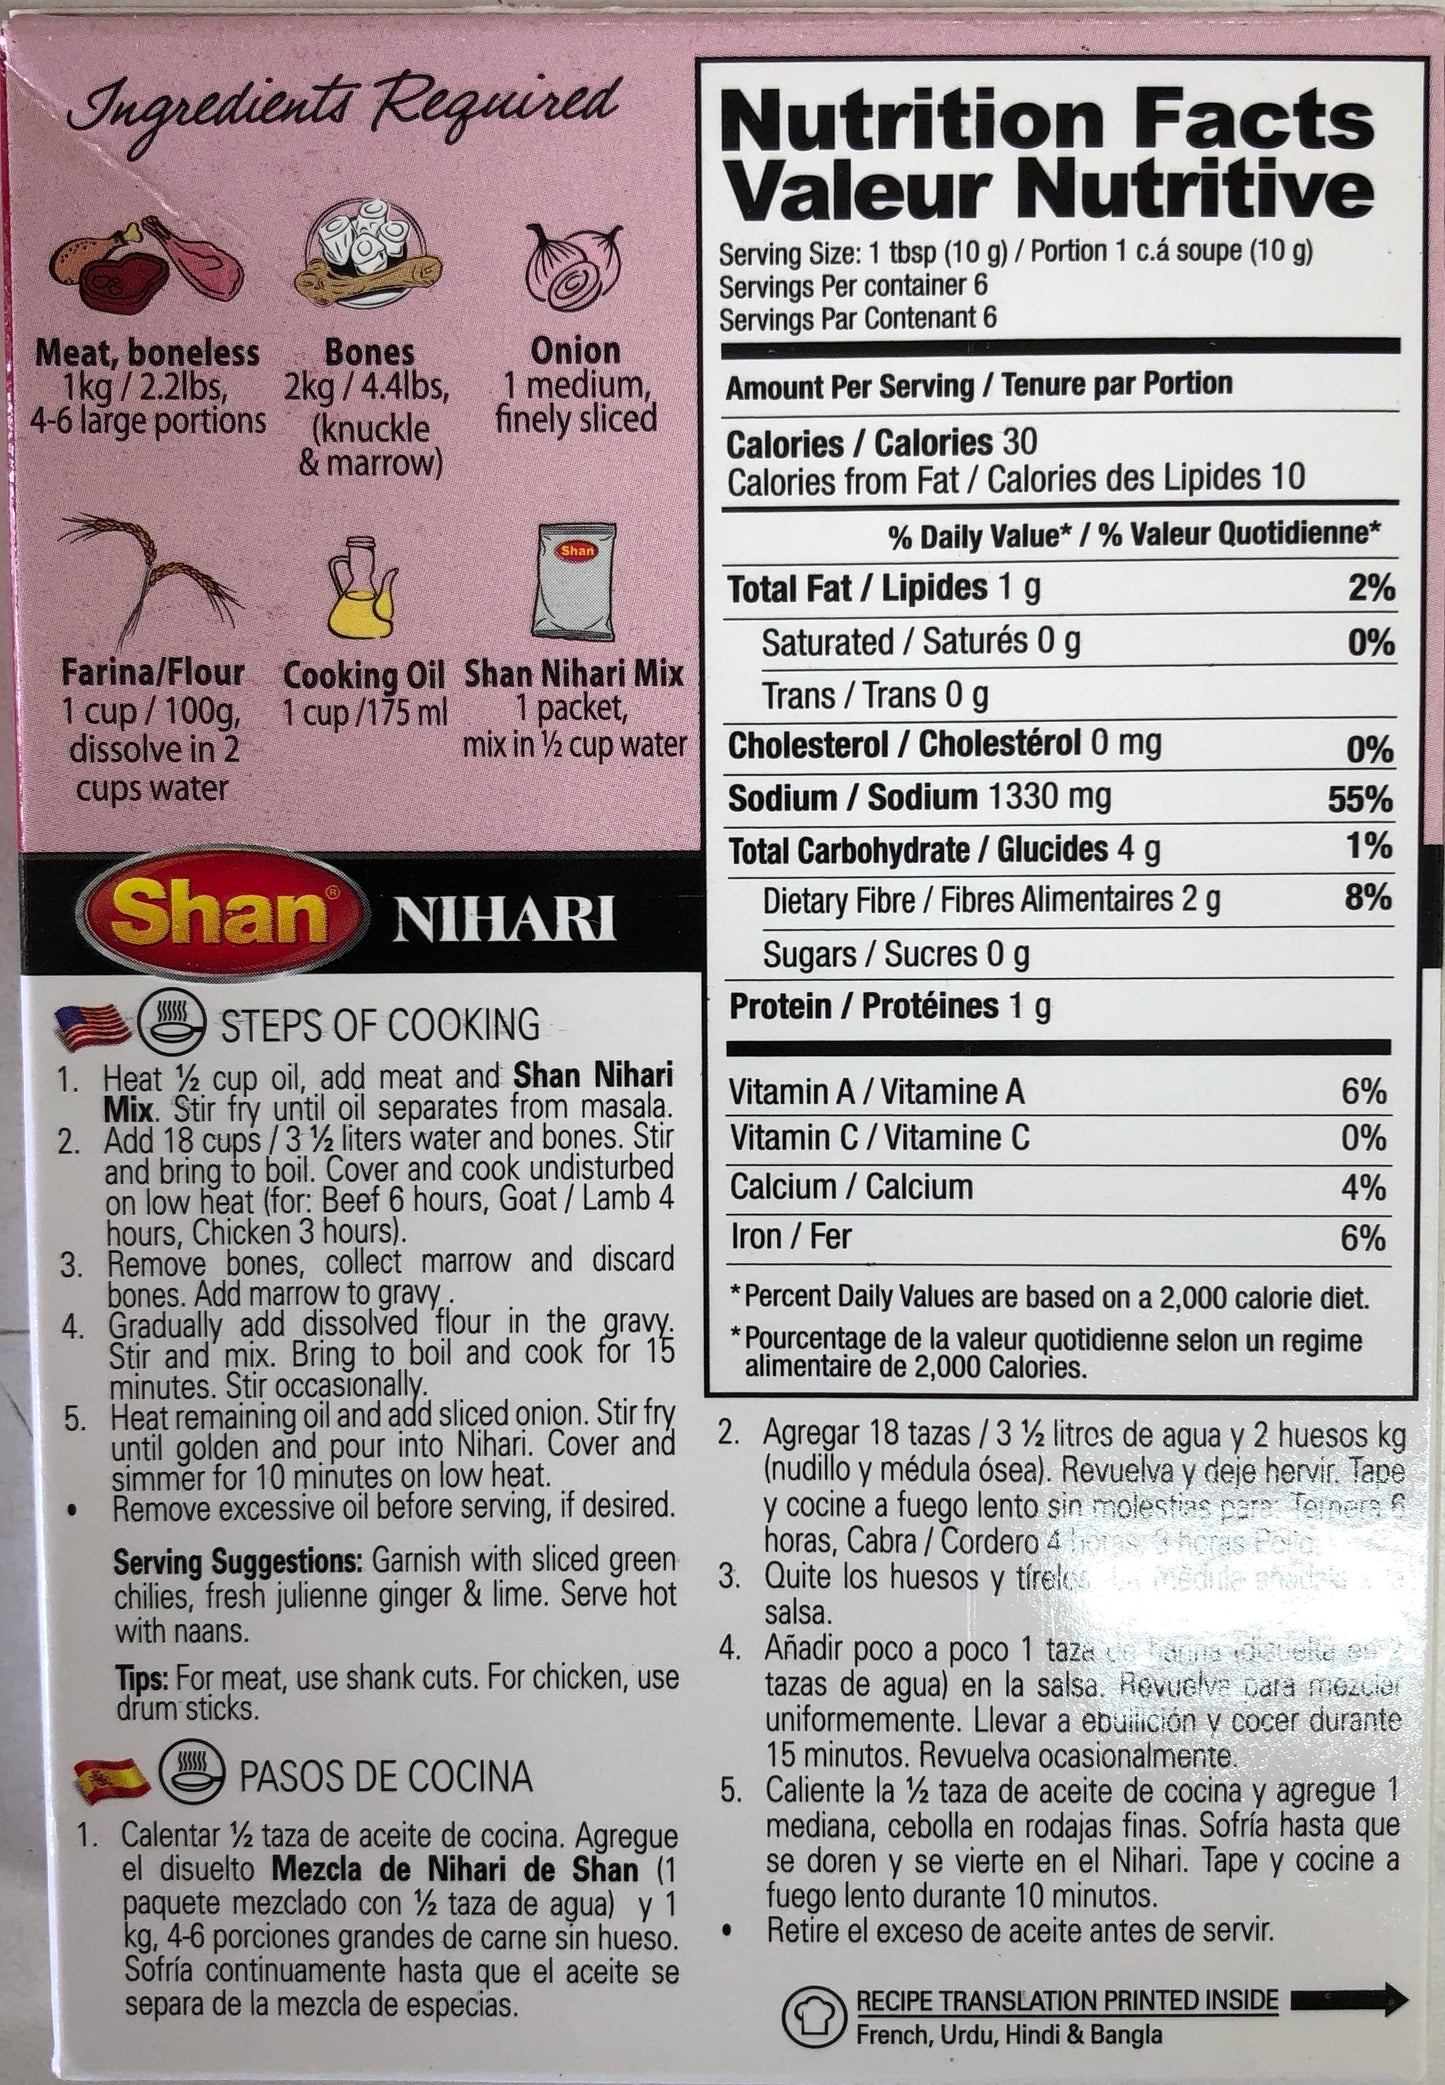 Ingredients Required
Meat, boneless
1kg / 2.2lbs,
4-6 large portions
Bones
2kg / 4.4lbs,
(knuckle
& marrow)
Onion
1 medium,
finely sliced
Shan
Farina/Flour
1 cup / 100g,
dissolve in 2
cups water
Cooking Oil
1 cup /175 ml
Shan Nihari Mix
1 packet,
mix in ½ cup water
Shan® NIHARI
STEPS OF COOKING
1. Heat ½ cup oil, add meat and Shan Nihari
Mix. Stir fry until oil separates from masala.
2. Add 18 cups / 3 ½ liters water and bones. Stir
and bring to boil. Cover and cook undisturbed
on low heat (for: Beef 6 hours, Goat / Lamb 4
hours, Chicken 3 hours).
3. Remove bones, collect marrow and discard
bones. Add marrow to gravy .
4. Gradually add dissolved flour in the gravy.
Stir and mix. Bring to boil and cook for 15
minutes. Stir occasionally.
5. Heat remaining oil and add sliced onion. Stir fry
until golden and pour into Nihari. Cover and
simmer for 10 minutes on low heat.
• Remove excessive oil before serving, if desired.
Serving Suggestions: Garnish with sliced green
chilies, fresh julienne ginger & lime. Serve hot
with naans.
Tips: For meat, use shank cuts. For chicken, use
drum sticks.
PASOS DE COCINA
1. Calentar ½ taza de aceite de cocina. Agregue
el disuelto Mezcla de Nihari de Shan (1
paquete mezclado con ½ taza de agua) y 1
kg, 4-6 porciones grandes de carne sin hueso.
Sofría continuamente hasta que el aceite se
separa de la mezcla de especias.
Nutrition Facts
Valeur Nutritive
Serving Size: 1 tbsp (10 g) / Portion 1 c.á soupe (10 g)
Servings Per container 6
Servings Par Contenant 6
Amount Per Serving / Tenure par Portion
Calories / Calories 30
Calories from Fat / Calories des Lipides 10
% Daily Value* / % Valeur Quotidienne*
Total Fat / Lipides 1 g 2%
Saturated / Saturés 0 g 0%
Trans / Trans 0 g
Cholesterol / Cholestérol 0 mg 0%
Sodium / Sodium 1330 mg 55%
Total Carbohydrate / Glucides 4 g 1%
Dietary Fibre / Fibres Alimentaires 2 g 8%
Sugars / Sucres 0 g
Protein / Protéines 1 g
Vitamin A / Vitamine A 6%
Vitamin C / Vitamine C 0%
Calcium / Calcium 4%
Iron / Fer 6%
*Percent Daily Values are based on a 2,000 calorie diet.
*Pourcentage de la valeur quotidienne selon un regime
alimentaire de 2,000 Calories.
2. Agregar 18 tazas / 3 ½ litros de agua y 2 huesos kg
(nudillo y médula ósea). Revuelva y deje hervir. Tape
y cocine a fuego lento sin molestias para: Ternera 6
horas, Cabra / Cordero 4 horas, 3 horas Pollo
3. Quite los huesos y tírelos. médula
salsa.
4. Añadir poco a poco 1 taza harina (disuelta en 2
tazas de agua) en la salsa. Revuelva para mezclar
uniformemente. Llevar a ebullición y cocer durante
15 minutos. Revuelva ocasionalmente.
5. Caliente la ½ taza de aceite de cocina y agregue 1
mediana, cebolla en rodajas finas. Sofría hasta que
se doren y se vierte en el Nihari. Tape y cocine a
fuego lento durante 10 minutos.
• Retire el exceso de aceite antes de servir.
RECIPE TRANSLATION PRINTED INSIDE
French, Urdu, Hindi & Bangla